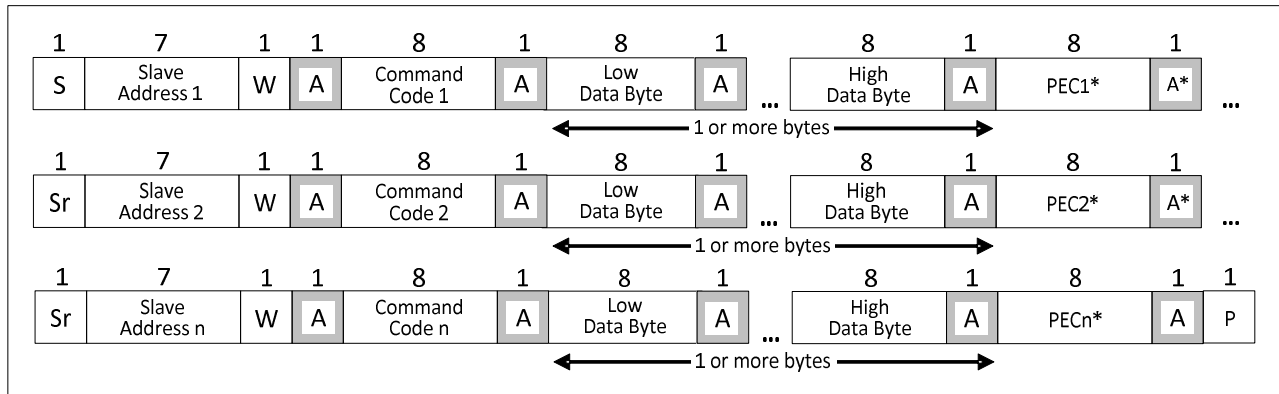 1 7 1 1 8 1 8 1 8 1 8 1
S Slave Address 1 W A Command Code 1 A Low Data Byte A ... High Data Byte A PEC1* A* ...
1 or more bytes
1 7 1 1 8 1 8 1 8 1 8 1
Sr Slave Address 2 W A Command Code 2 A Low Data Byte A ... High Data Byte A PEC2* A* ...
1 or more bytes
1 7 1 1 8 1 8 1 8 1 8 1 1
Sr Slave Address n W A Command Code n A Low Data Byte A ... High Data Byte A PECn* A P
1 or more bytes